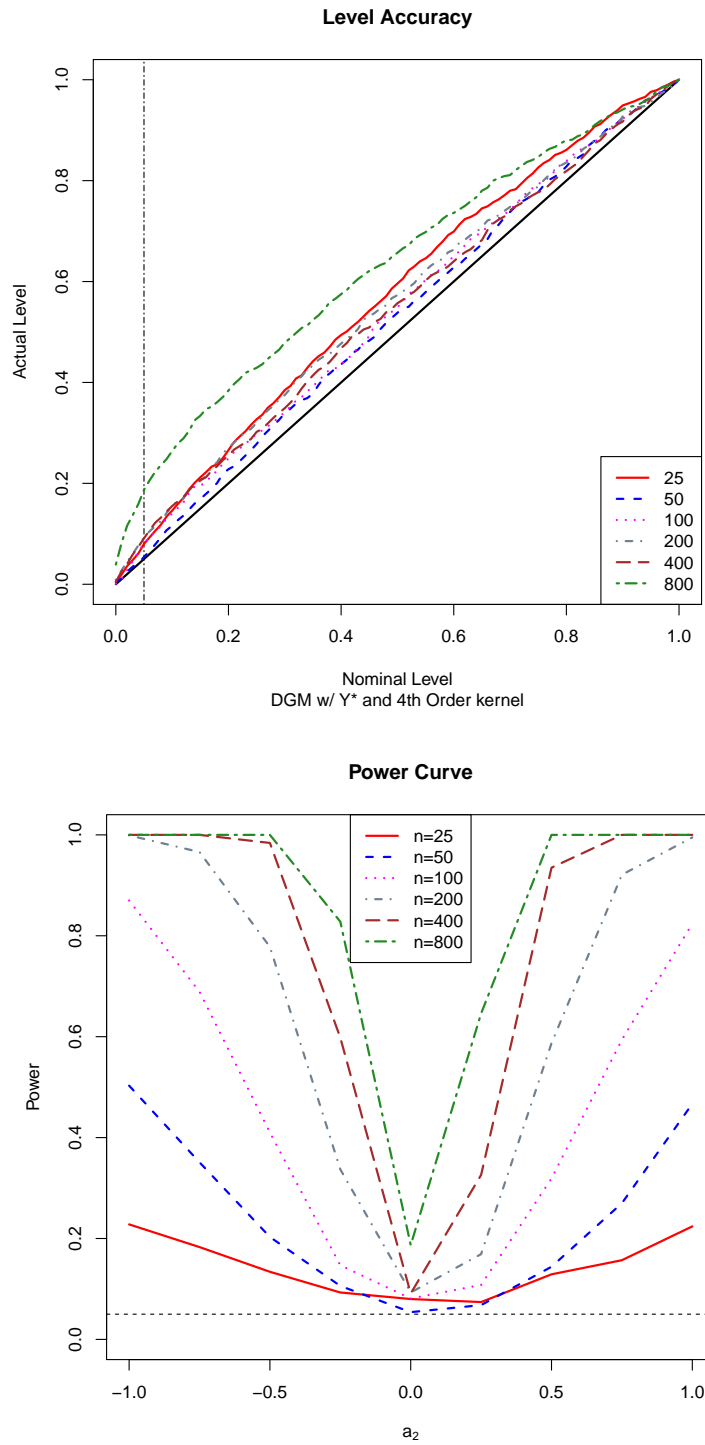 Level Accuracy
Actual Level
1.0
0.8
0.6
0.4
0.2
0.0
25
50
100
200
400
800
0.0 0.2 0.4 0.6 0.8 1.0
Nominal Level
DGM w/ Y* and 4th Order kernel
Power Curve
Power
1.0
0.8
0.6
0.4
0.2
0.0
n=25
n=50
n=100
n=200
n=400
n=800
−1.0 −0.5 0.0 0.5 1.0
a₂